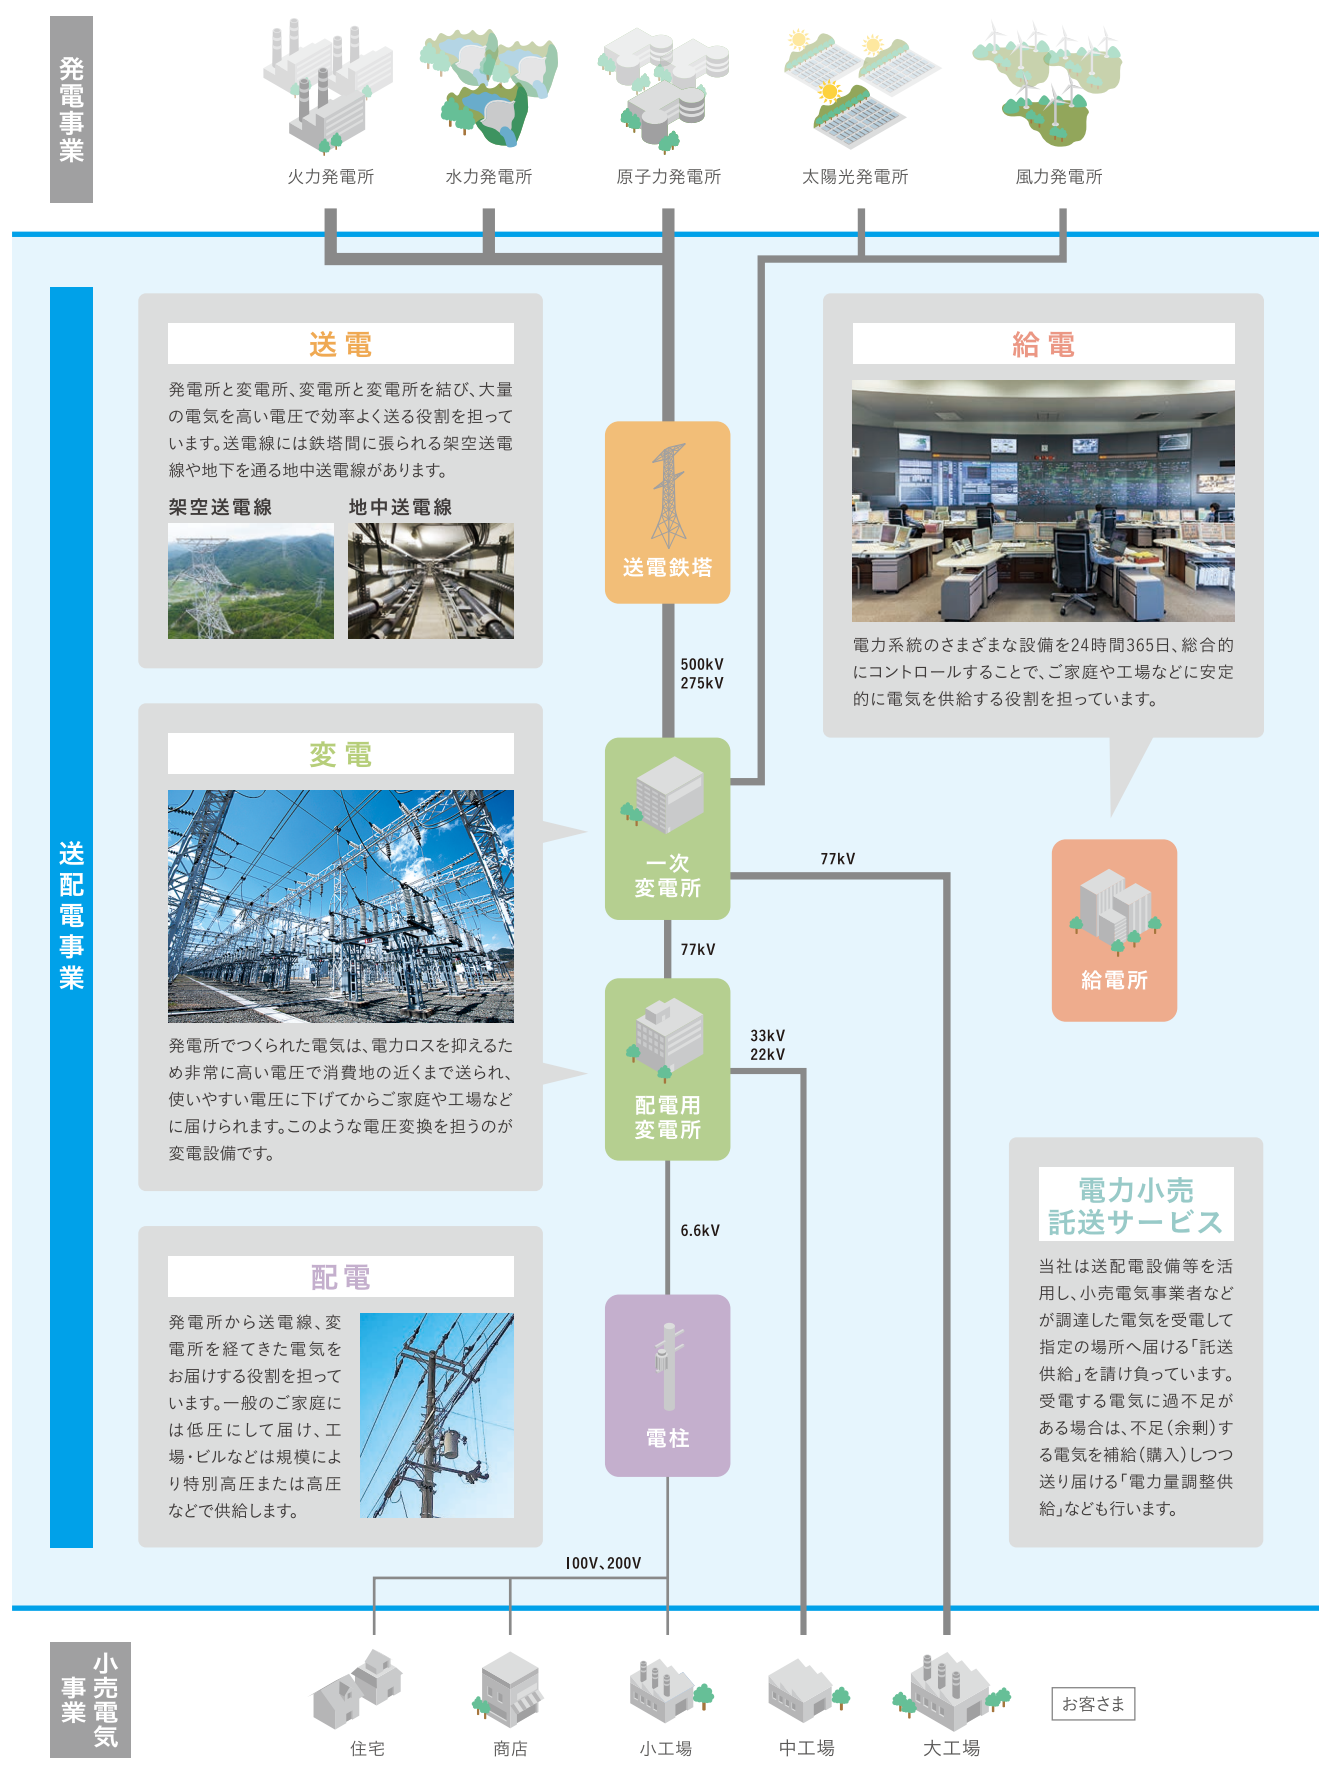 発電事業
火力発電所
水力発電所
原子力発電所
太陽光発電所
風力発電所
送配電事業
送電
発電所と変電所、変電所と変電所を結び、大量
の電気を高い電圧で効率よく送る役割を担って
います。送電線には鉄塔間に張られる架空送電
線や地下を通る地中送電線があります。
架空送電線
地中送電線
送電鉄塔
500kV
275kV
給電
電力系統のさまざまな設備を24時間365日、総合的
にコントロールすることで、ご家庭や工場などに安定
的に電気を供給する役割を担っています。
変電
発電所でつくられた電気は、電力ロスを抑えるた
め非常に高い電圧で消費地の近くまで送られ、
使いやすい電圧に下げてからご家庭や工場など
に届けられます。このような電圧変換を担うのが
変電設備です。
一次
変電所
77kV
77kV
給電所
配電用
変電所
33kV
22kV
6.6kV
配電
発電所から送電線、変
電所を経てきた電気を
お届けする役割を担って
います。一般のご家庭に
は低圧にして届け、工
場・ビルなどは規模によ
り特別高圧または高圧
などで供給します。
電柱
100V、200V
電力小売
託送サービス
当社は送配電設備等を活
用し、小売電気事業者など
が調達した電気を受電して
指定の場所へ届ける「託送
供給」を請け負っています。
受電する電気に過不足が
ある場合は、不足（余剰）す
る電気を補給（購入）しつつ
送り届ける「電力量調整供
給」なども行います。
小売電気
事業
住宅
商店
小工場
中工場
大工場
お客さま